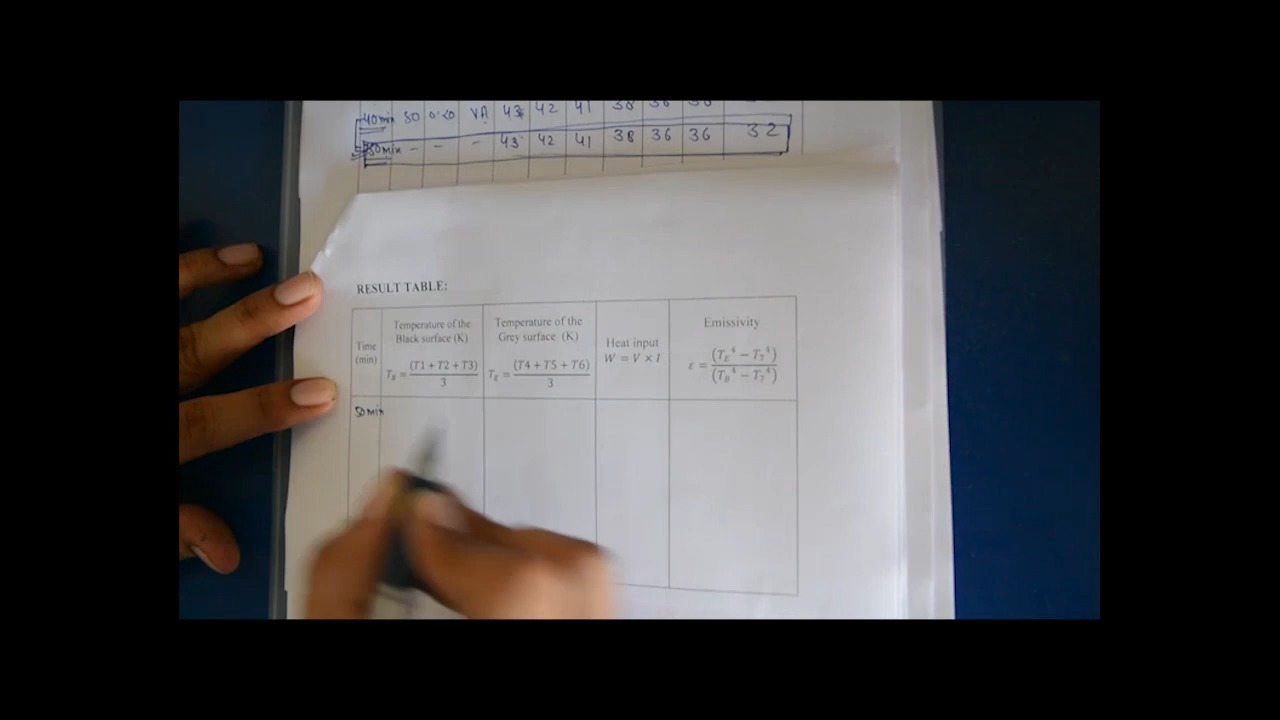 40min 50 0.20 VA 43 42 41 38 36 36
50min - - - 43 42 41 38 36 36 32
RESULT TABLE:
Time
(min)
Temperature of the
Black surface (K)
T_B = (T1 + T2 + T3) / 3
Temperature of the
Grey surface (K)
T_E = (T4 + T5 + T6) / 3
Heat input
W = V × I
Emissivity
ε = (T_E^4 − T_7^4) / (T_B^4 − T_7^4)
50min